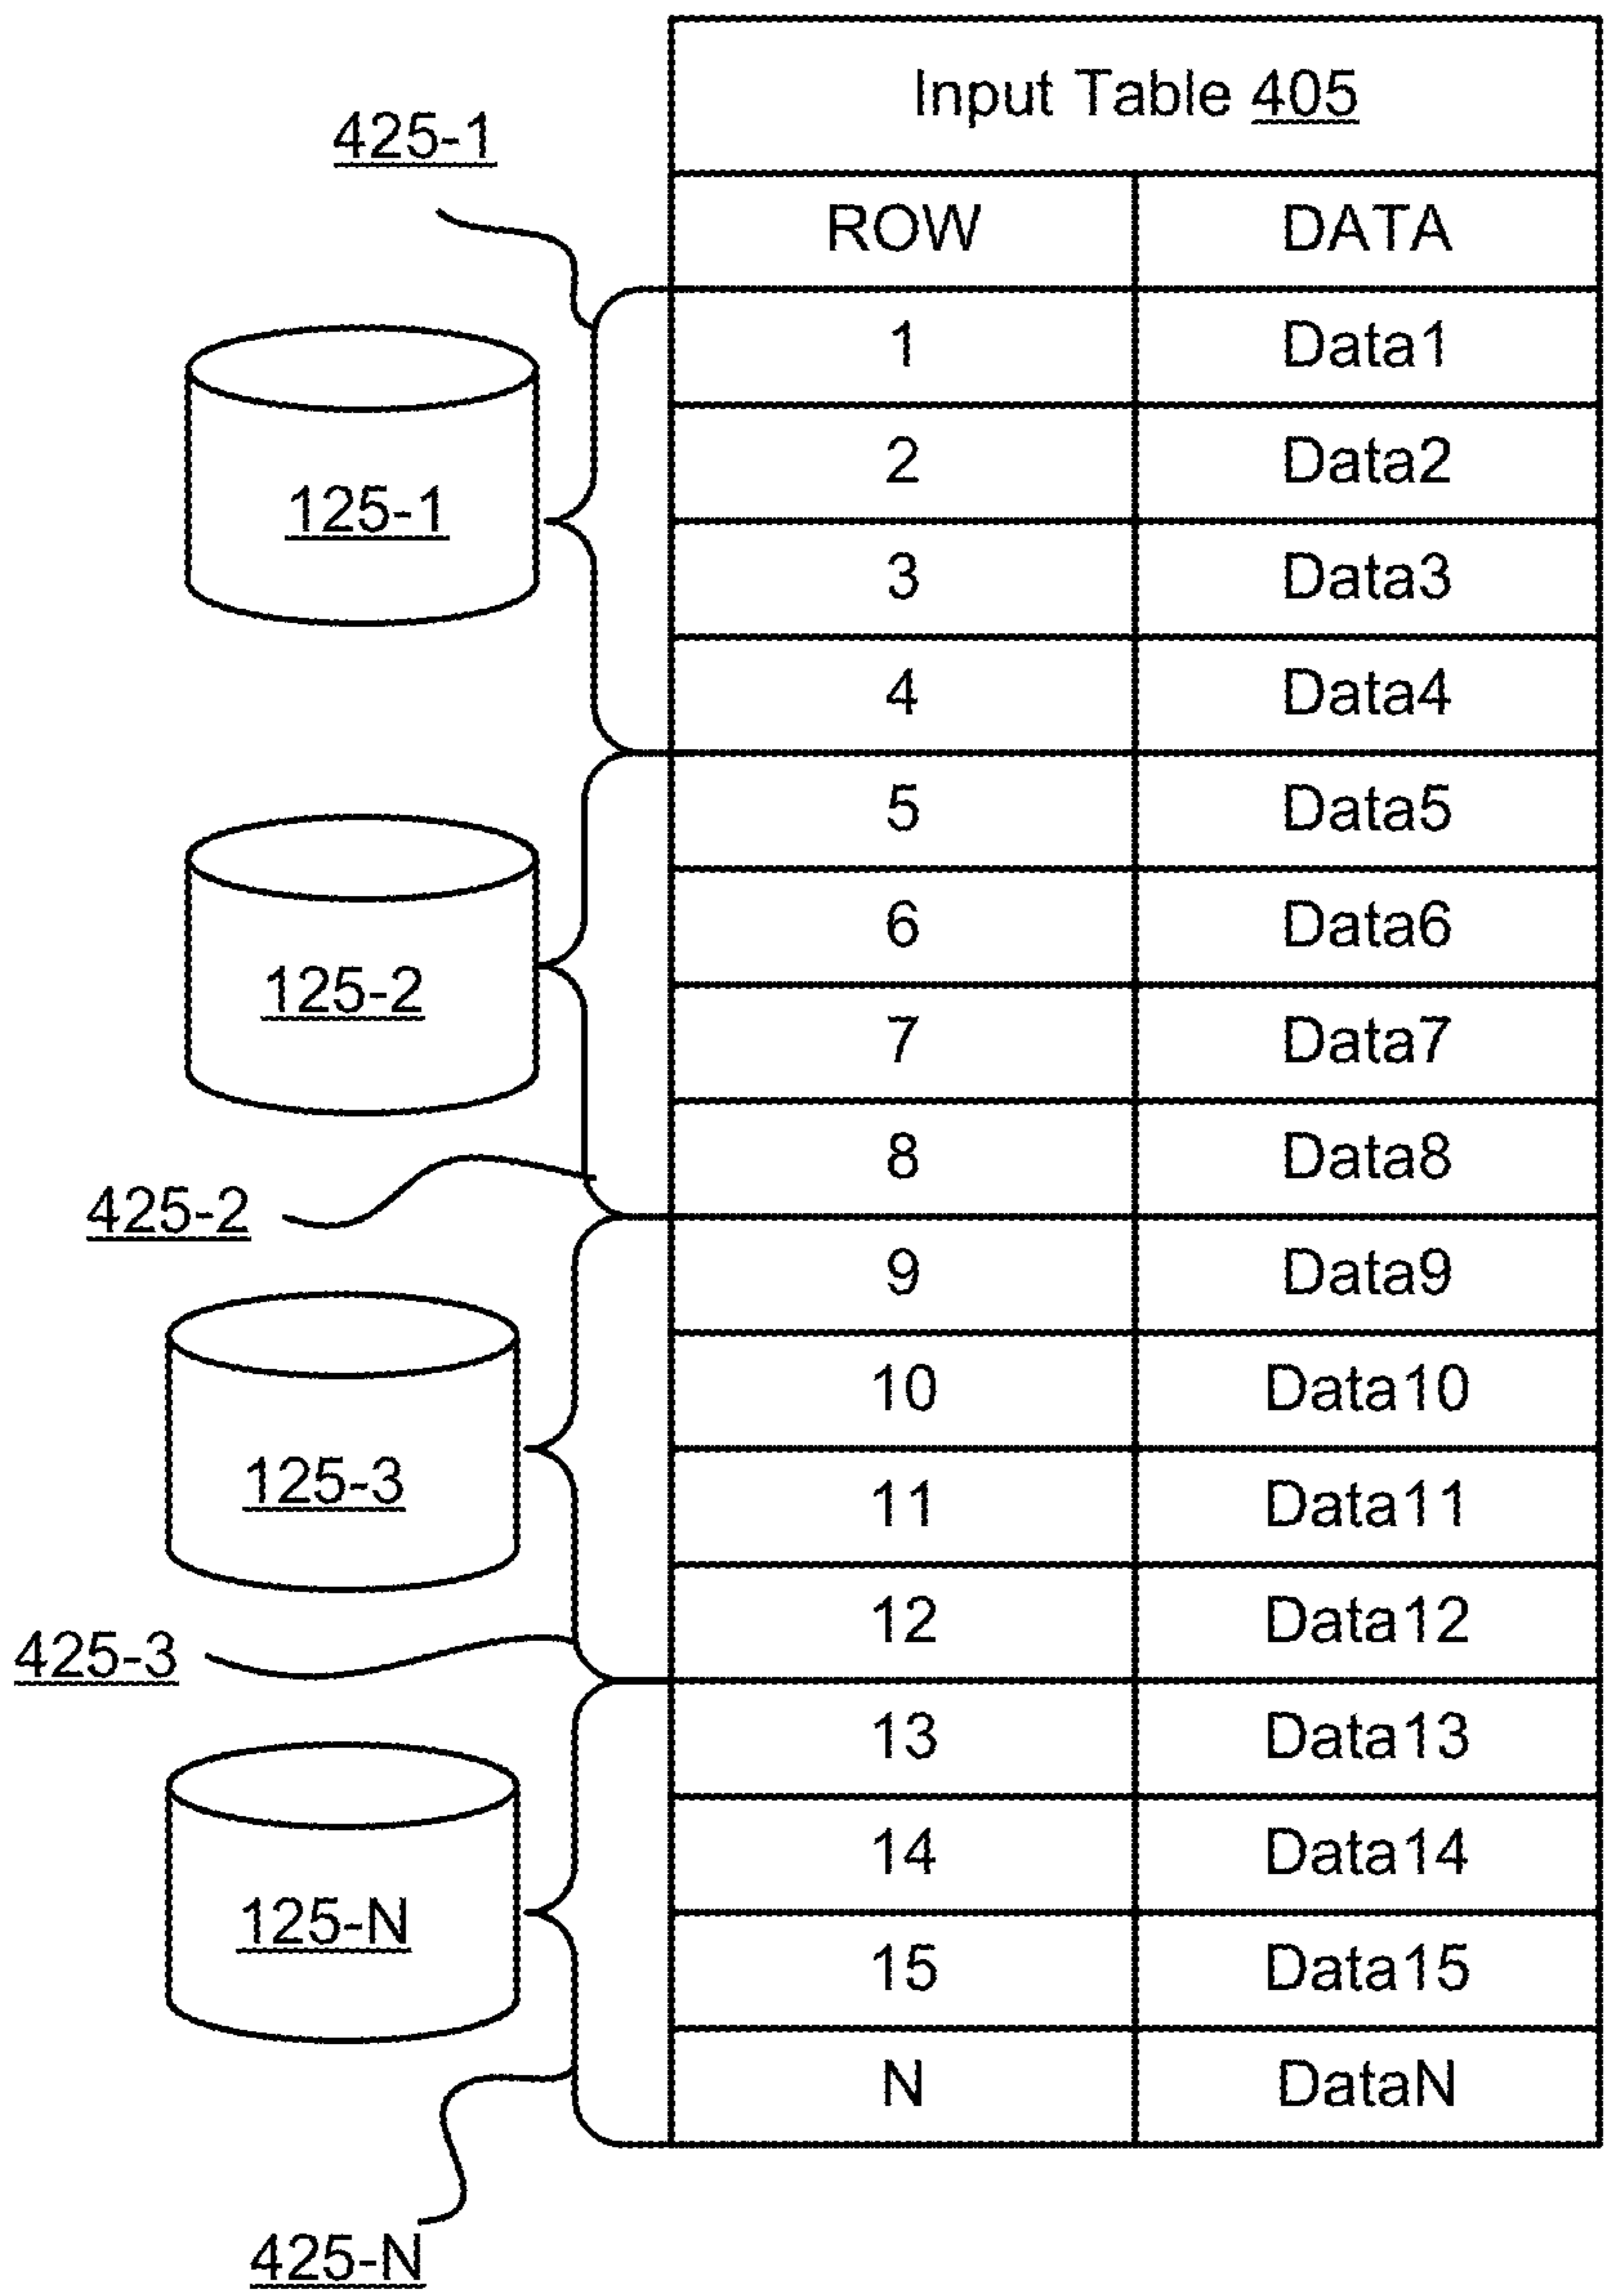 Input Table 405
425-1
ROW DATA
1 Data1
2 Data2
125-1
3 Data3
4 Data4
5 Data5
6 Data6
125-2
7 Data7
8 Data8
425-2
9 Data9
10 Data10
125-3
11 Data11
12 Data12
425-3
13 Data13
14 Data14
125-N
15 Data15
N DataN
425-N